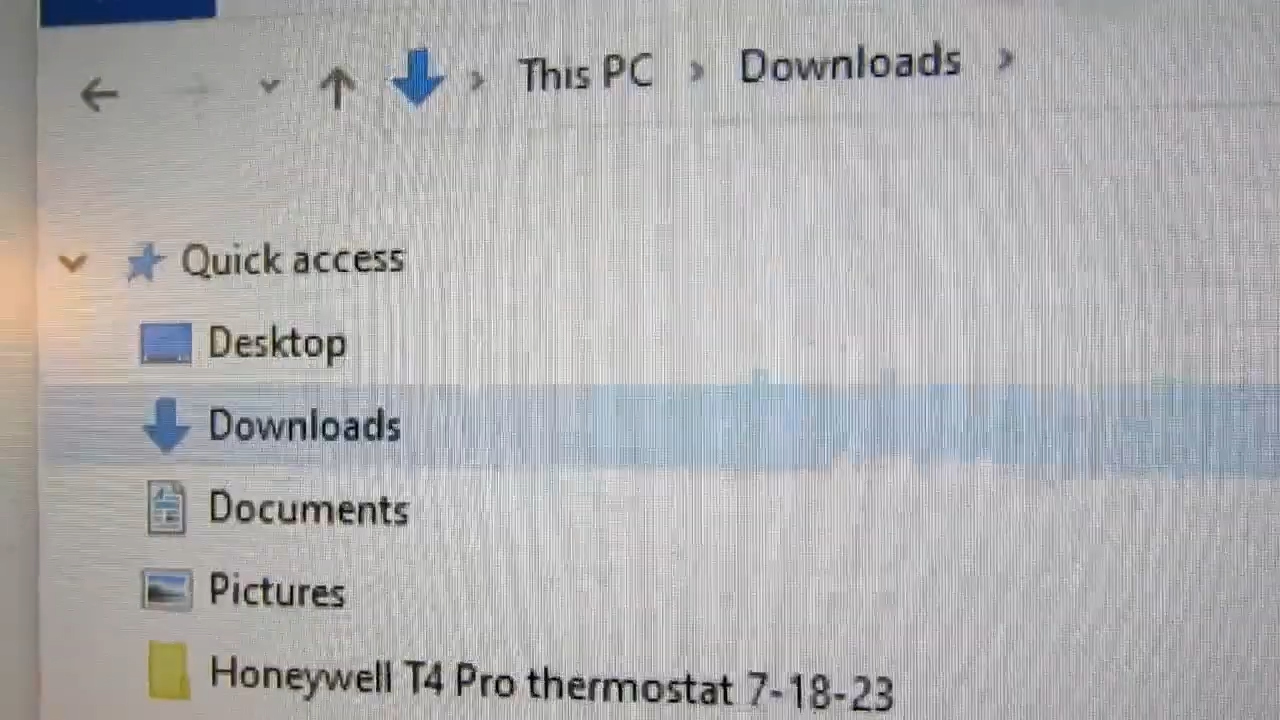 This PC > Downloads >
Quick access
Desktop
Downloads
Documents
Pictures
Honeywell T4 Pro thermostat 7-18-23